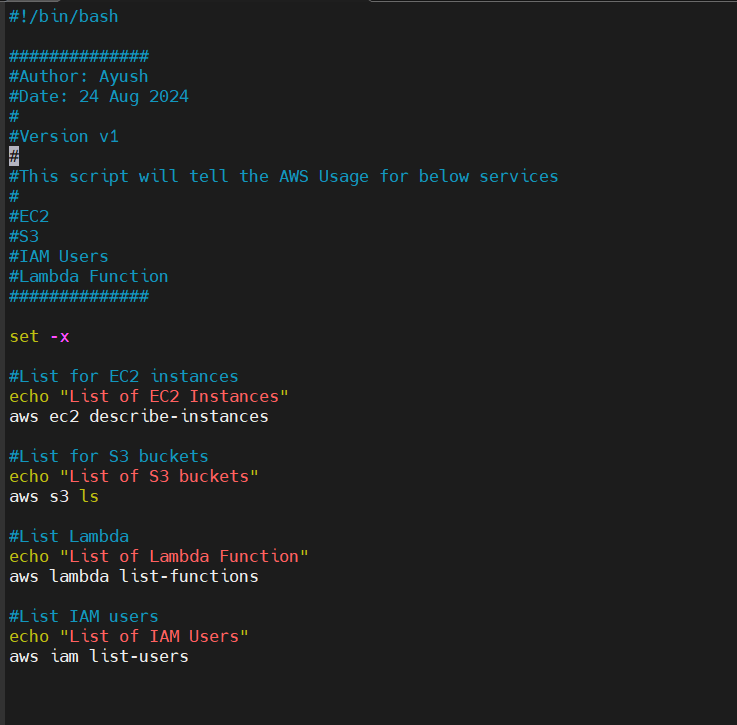 #!/bin/bash
##############
#Author: Ayush
#Date: 24 Aug 2024
#
#Version v1
#
#This script will tell the AWS Usage for below services
#
#EC2
#S3
#IAM Users
#Lambda Function
##############
set -x
#List for EC2 instances
echo "List of EC2 Instances"
aws ec2 describe-instances
#List for S3 buckets
echo "List of S3 buckets"
aws s3 ls
#List Lambda
echo "List of Lambda Function"
aws lambda list-functions
#List IAM users
echo "List of IAM Users"
aws iam list-users